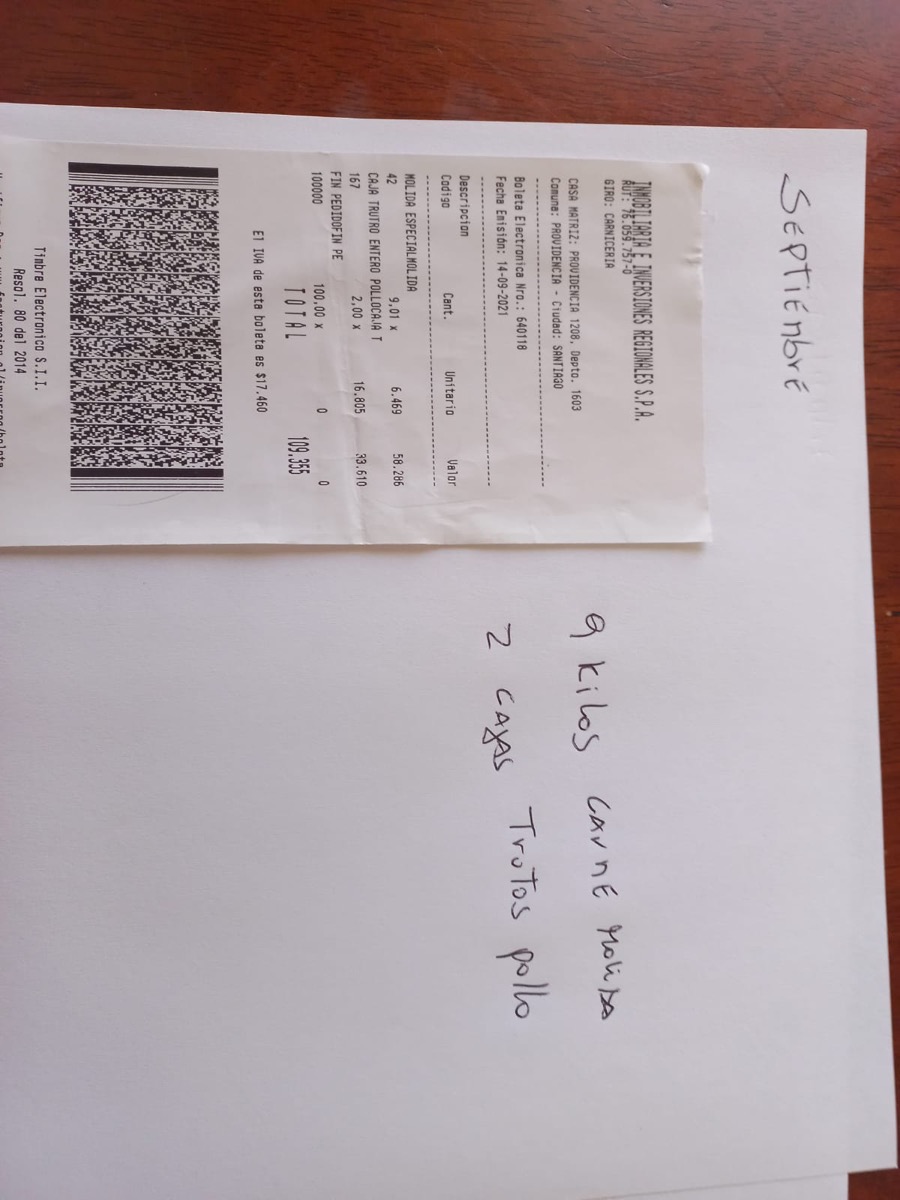 SEPTIEMBRE
INMOBILIARIA E INVERSIONES REGIONALES S.P.A.
RUT: 76.059.757-0
GIRO: CARNICERIA
CASA MATRIZ: PROVIDENCIA 1208, Depto. 1603
Comuna: PROVIDENCIA - Ciudad: SANTIAGO
Boleta Electronica Nro.: 640118
Fecha Emisión: 14-09-2021
Descripcion
Codigo Cant. Unitario Valor
MOLIDA ESPECIALMOLIDA
42 9,01 x 6.469 58.286
CAJA TRUTRO ENTERO POLLOCAJA T
167 2,00 x 16.805 33.610
FIN PEDIDOFIN PE
100000 100,00 x 0 0
TOTAL 109.355
El IVA de esta boleta es $17.460
Timbre Electronico S.I.I.
Resol. 80 del 2014
9 kilos carne molida
2 cajas Trutos pollo